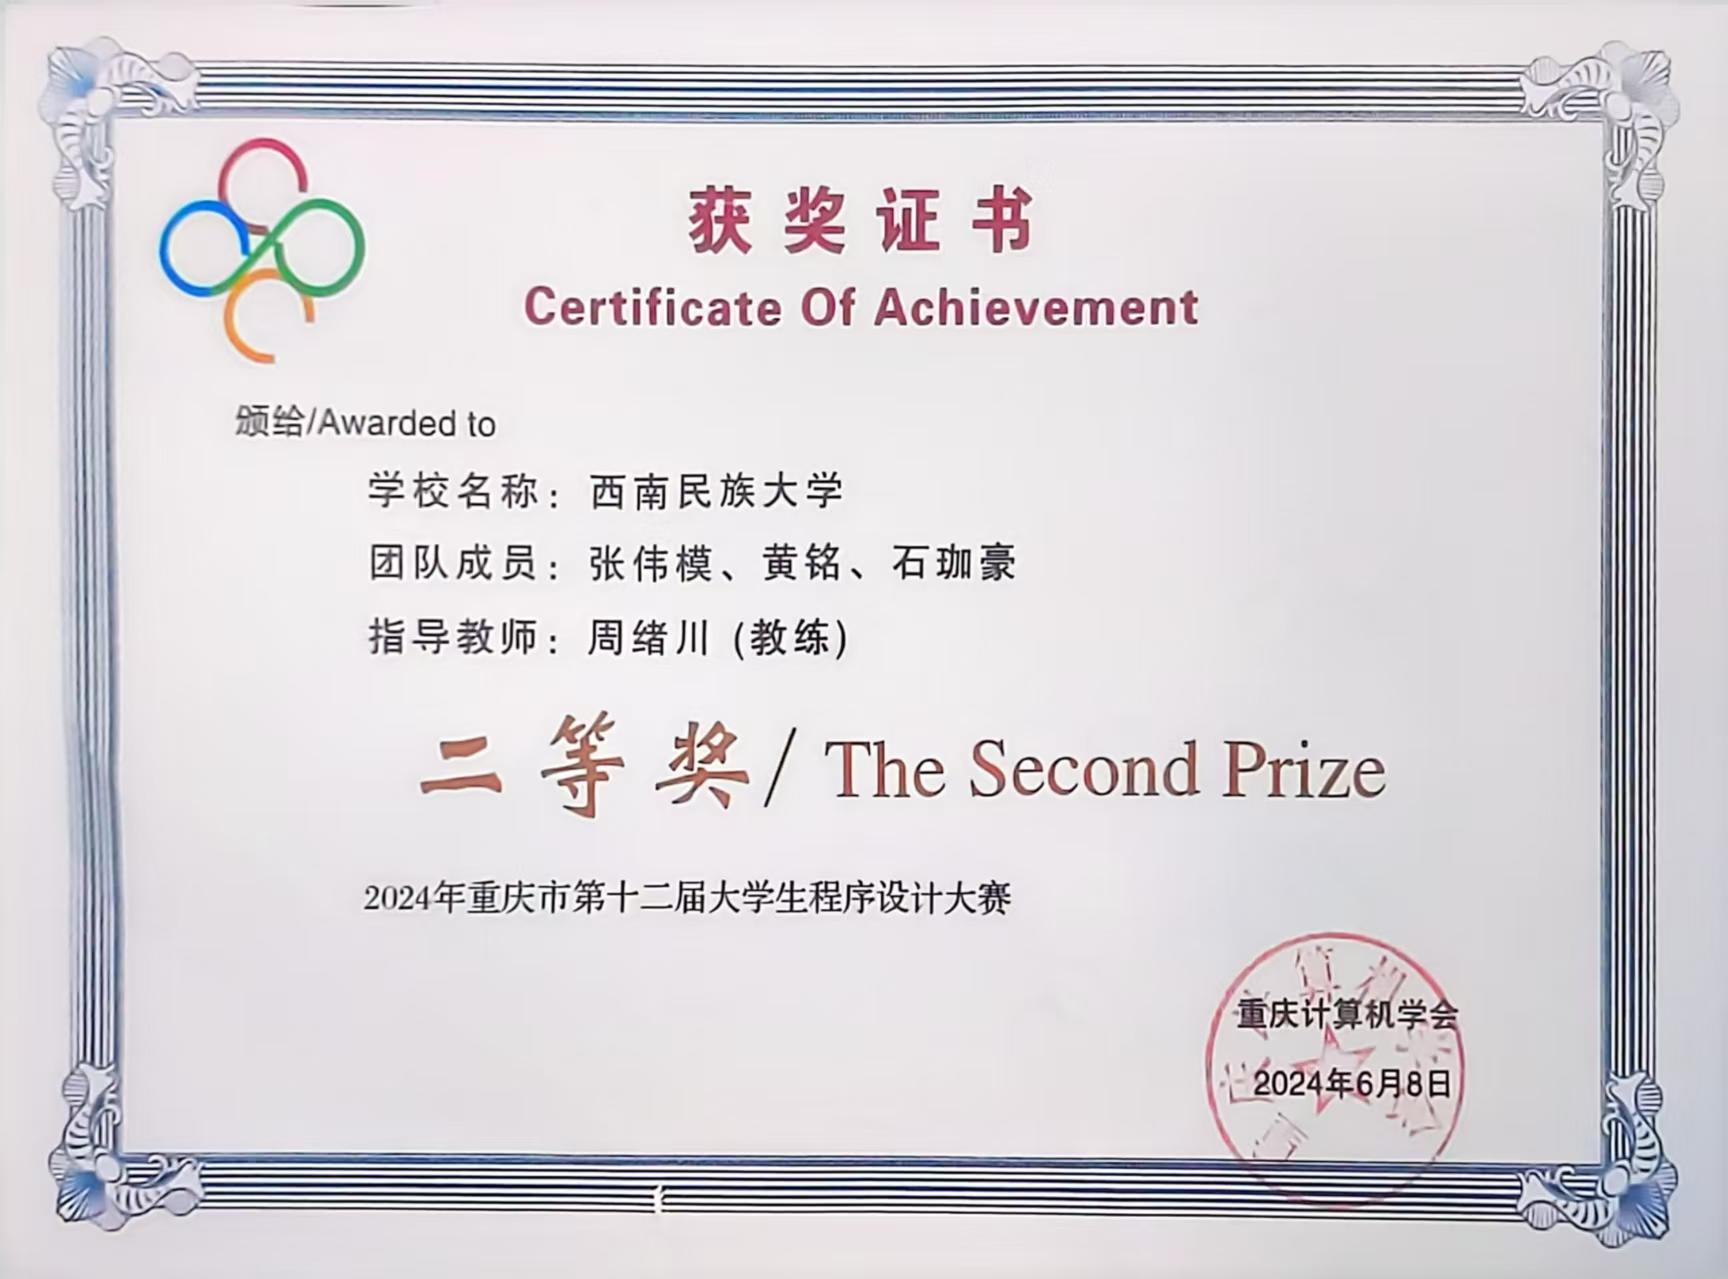 获奖证书
Certificate Of Achievement
颁给/Awarded to
学校名称：西南民族大学
团队成员：张伟模、黄铭、石珈豪
指导教师：周绪川 (教练)
二等奖/ The Second Prize
2024年重庆市第十二届大学生程序设计大赛
重庆计算机学会
2024年6月8日